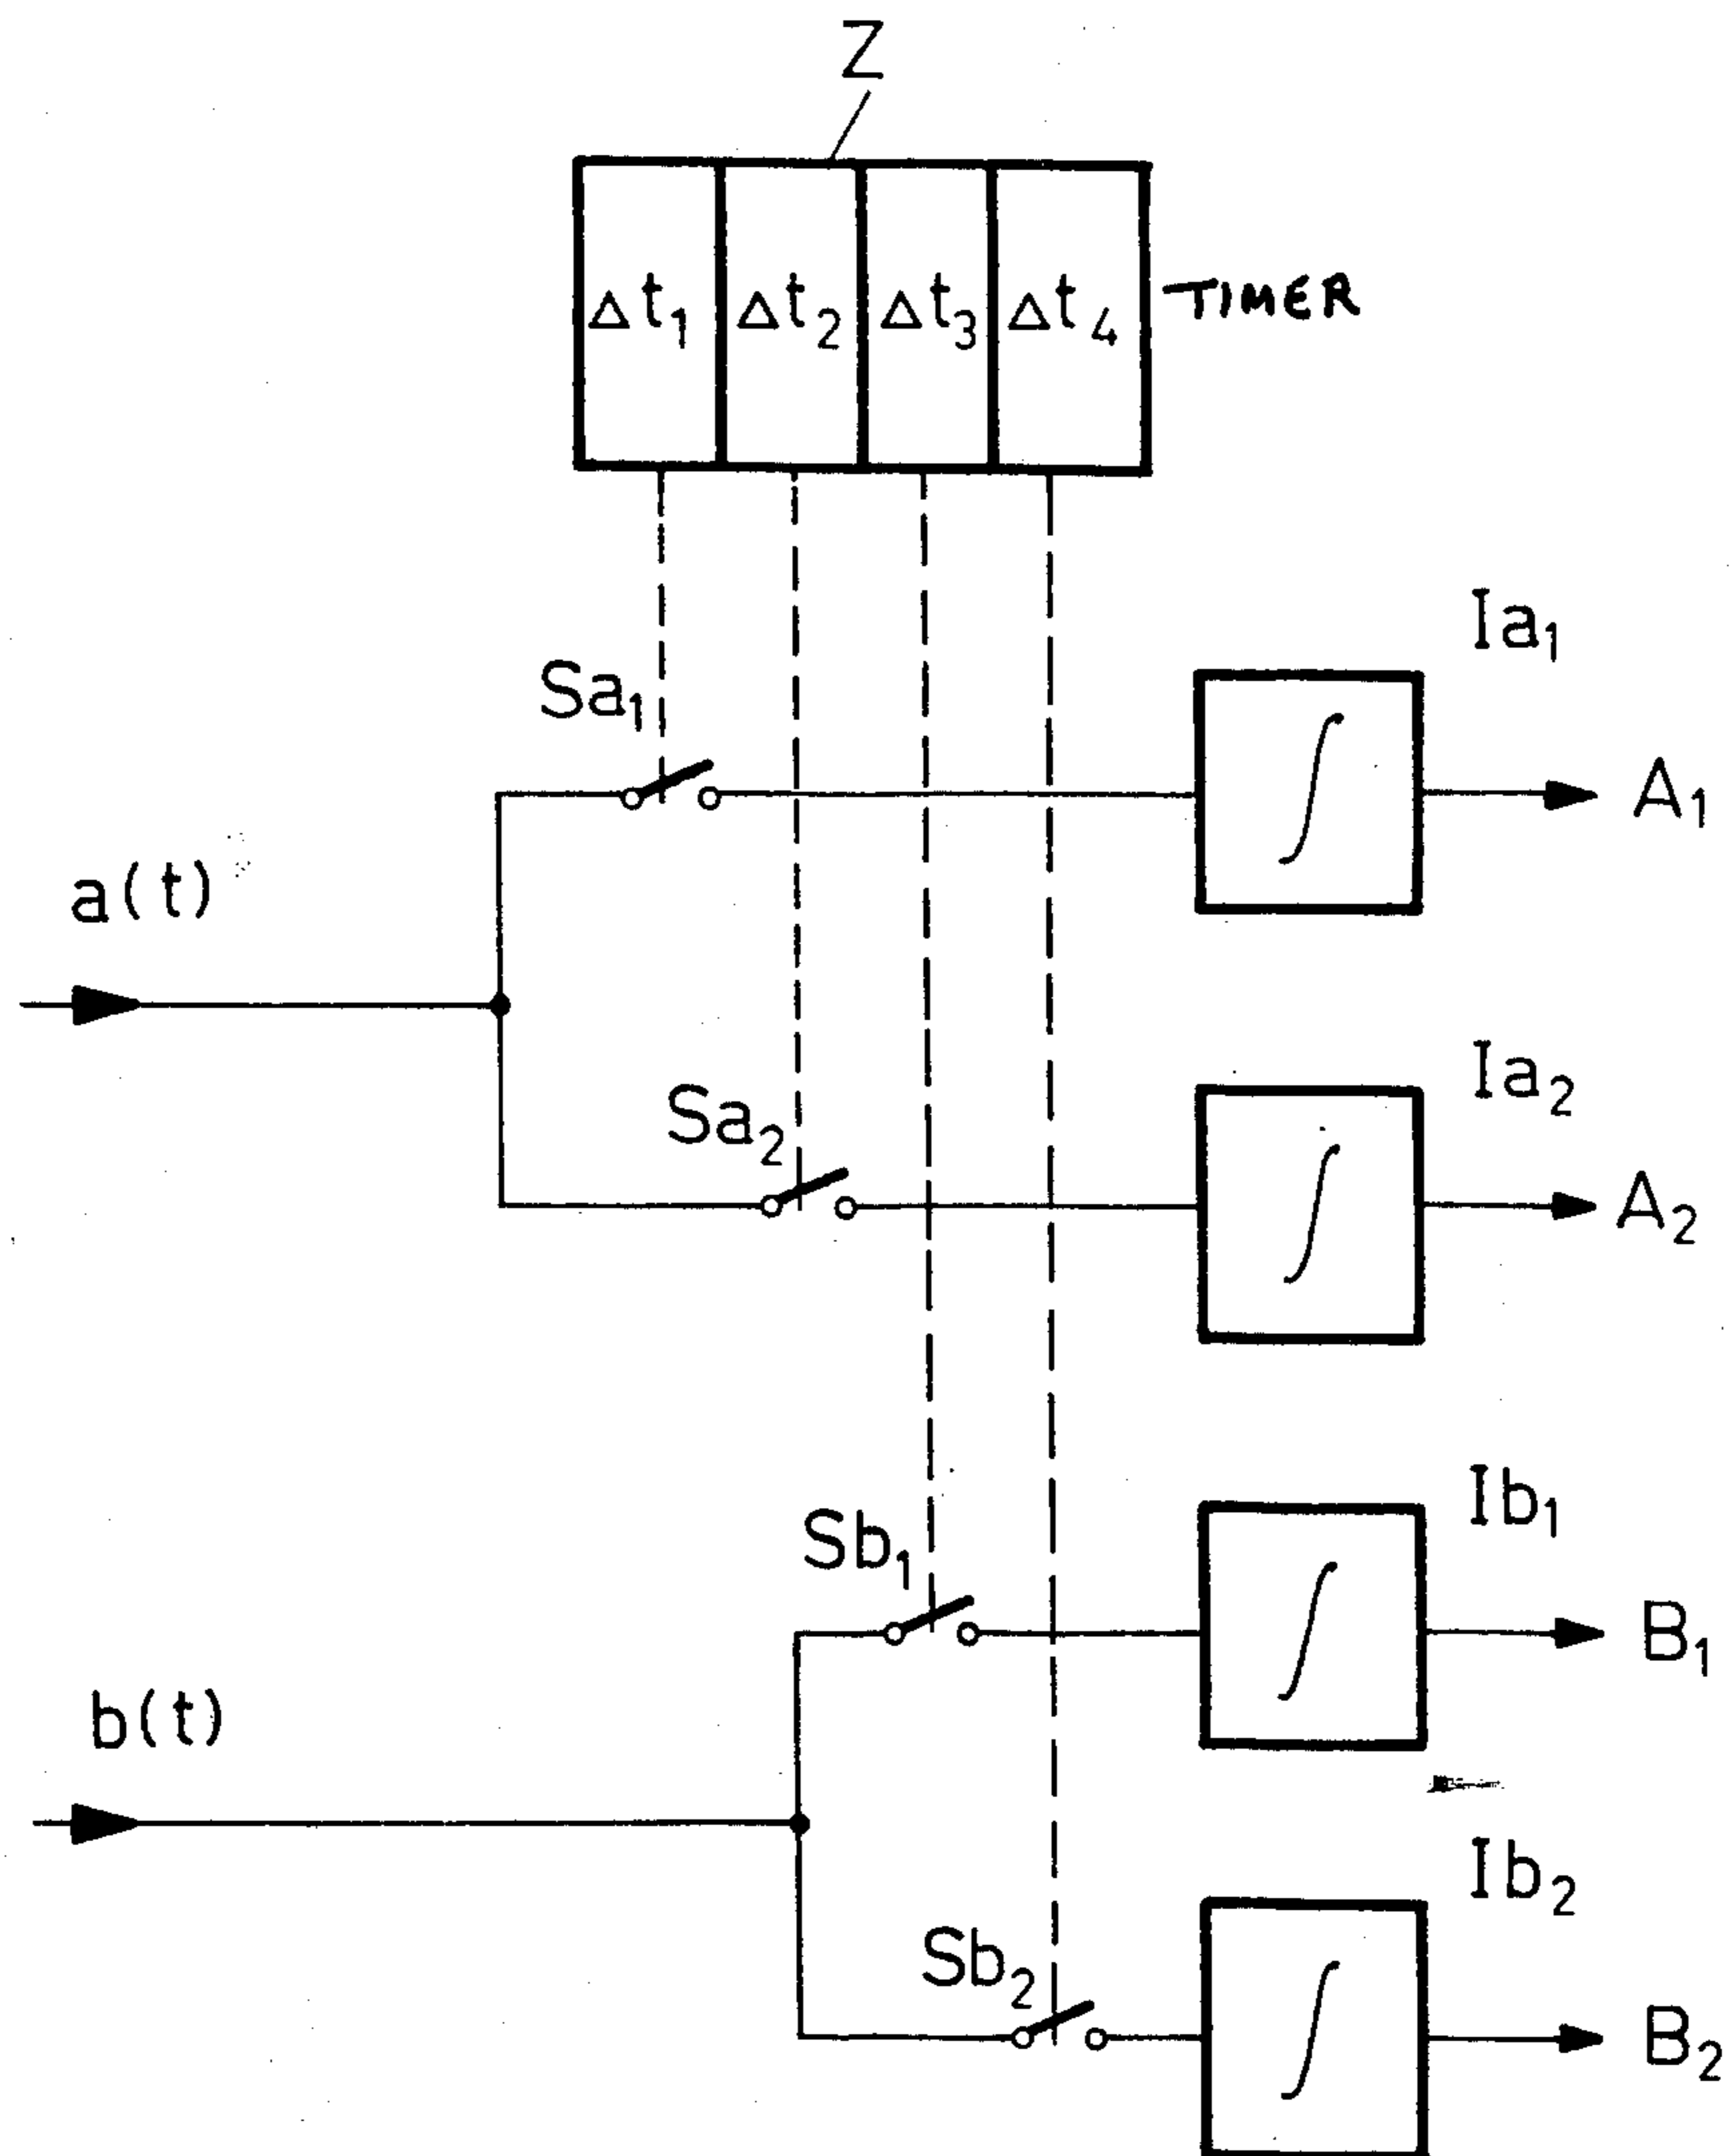 Z
Δt₁ Δt₂ Δt₃ Δt₄ TIMER
Ia₁
Sa₁
A₁
a(t)
Ia₂
Sa₂
A₂
Ib₁
Sb₁
B₁
b(t)
Ib₂
Sb₂
B₂